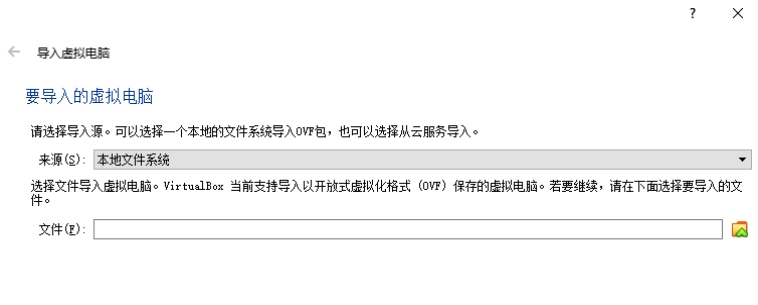 ?
导入虚拟电脑
要导入的虚拟电脑
请选择导入源。可以选择一个本地的文件系统导入OVF包，也可以选择从云服务导入。
来源(S): 本地文件系统
选择文件导入虚拟电脑。VirtualBox 当前支持导入以开放式虚拟化格式 (OVF) 保存的虚拟电脑。若要继续，请在下面选择要导入的文
件。
文件(F):